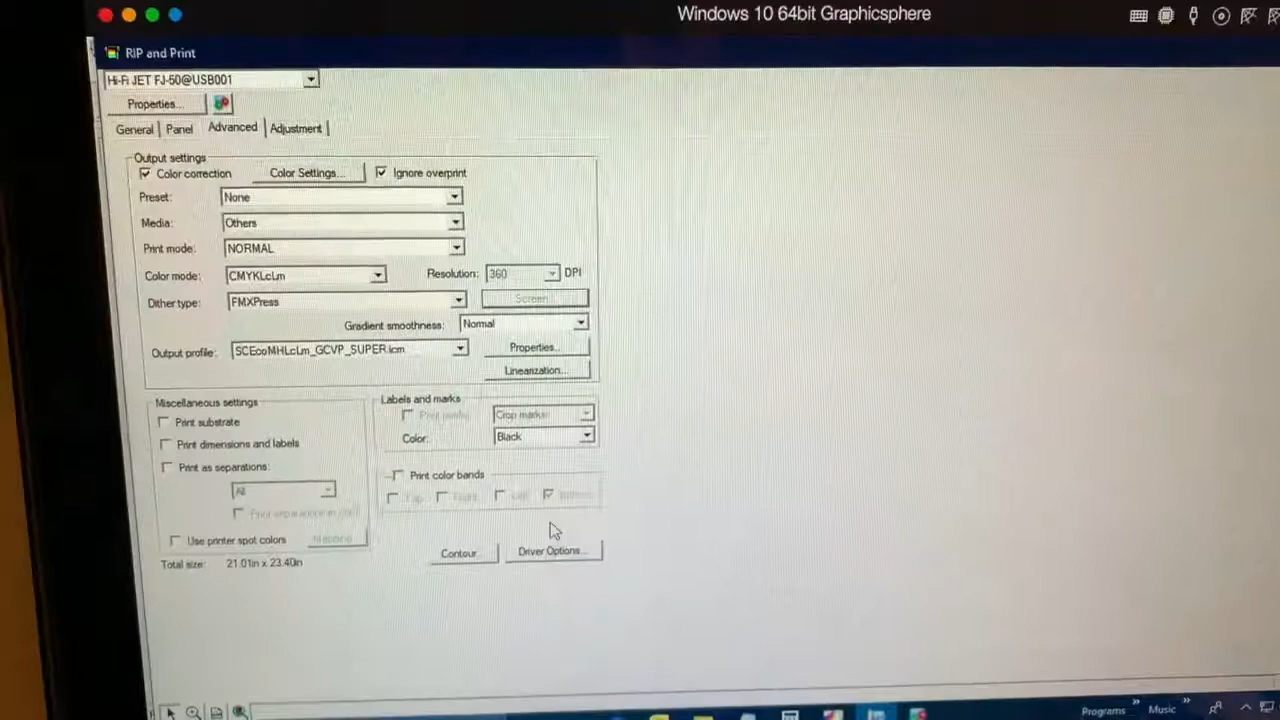 Windows 10 64bit Graphicsphere
RIP and Print
Hi-Fi JET FJ-50@USB001
Properties...
General Panel Advanced Adjustment
Output settings
Color correction Color Settings... Ignore overprint
Preset: None
Media: Others
Print mode: NORMAL
Color mode: CMYKLcLm Resolution: 360 DPI
Dither type: FMXPress Screen
Gradient smoothness: Normal
Output profile: SCEcoMHLcLm_GCVP_SUPER.icm Properties...
Linearization...
Miscellaneous settings
Print substrate
Print dimensions and labels
Print as separations:
All
Use printer spot colors
Total size: 21.01in x 23.40in
Labels and marks
Crop marks
Color: Black
Print color bands
Contour Driver Options...
Programs Music